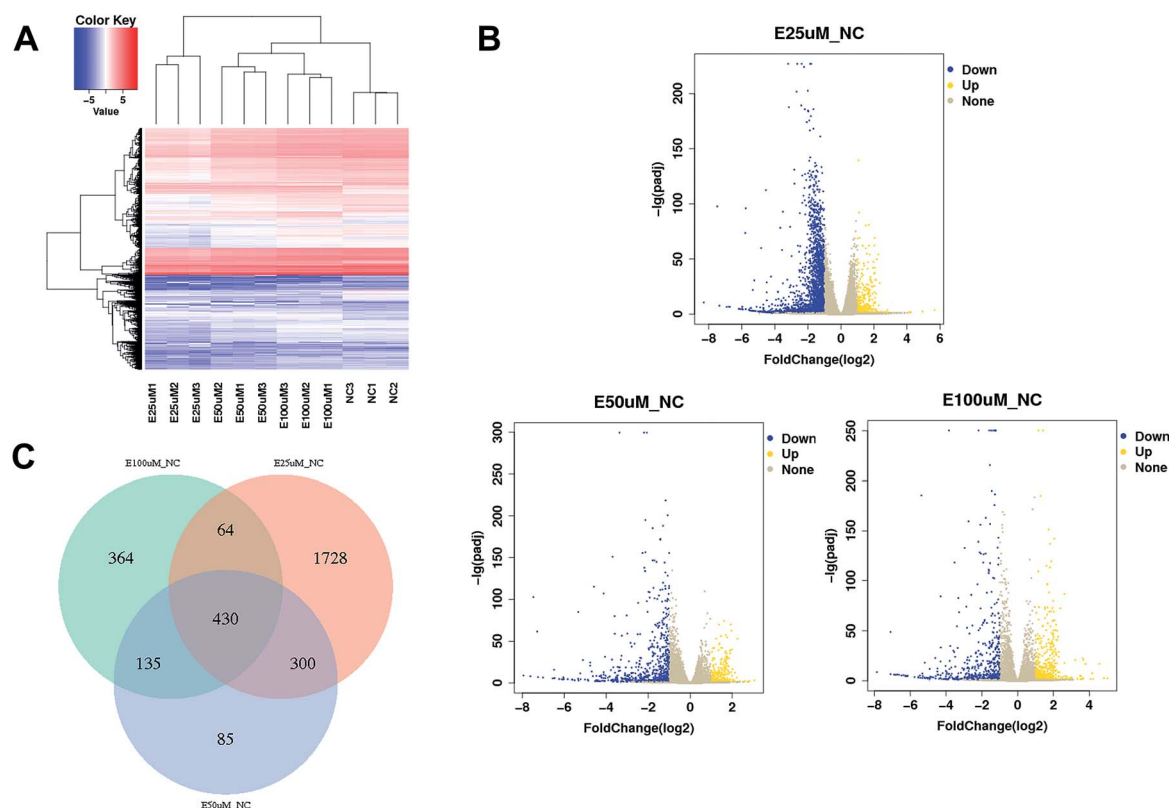 A
Color Key
−5
5
Value
E25uM1
E25uM2
E25uM3
E50uM2
E50uM1
E50uM3
E100uM3
E100uM2
E100uM1
NC3
NC1
NC2
B
E25uM_NC
Down
Up
None
−lg(padj)
200
150
100
50
0
−8 −6 −4 −2 0 2 4 6
FoldChange(log2)
E50uM_NC
Down
Up
None
−lg(padj)
300
250
200
150
100
50
0
−8 −6 −4 −2 0 2
FoldChange(log2)
E100uM_NC
Down
Up
None
−lg(padj)
250
200
150
100
50
0
−8 −6 −4 −2 0 2 4
FoldChange(log2)
C
E100uM_NC
E25uM_NC
64
364
1728
430
135
300
85
E50uM_NC